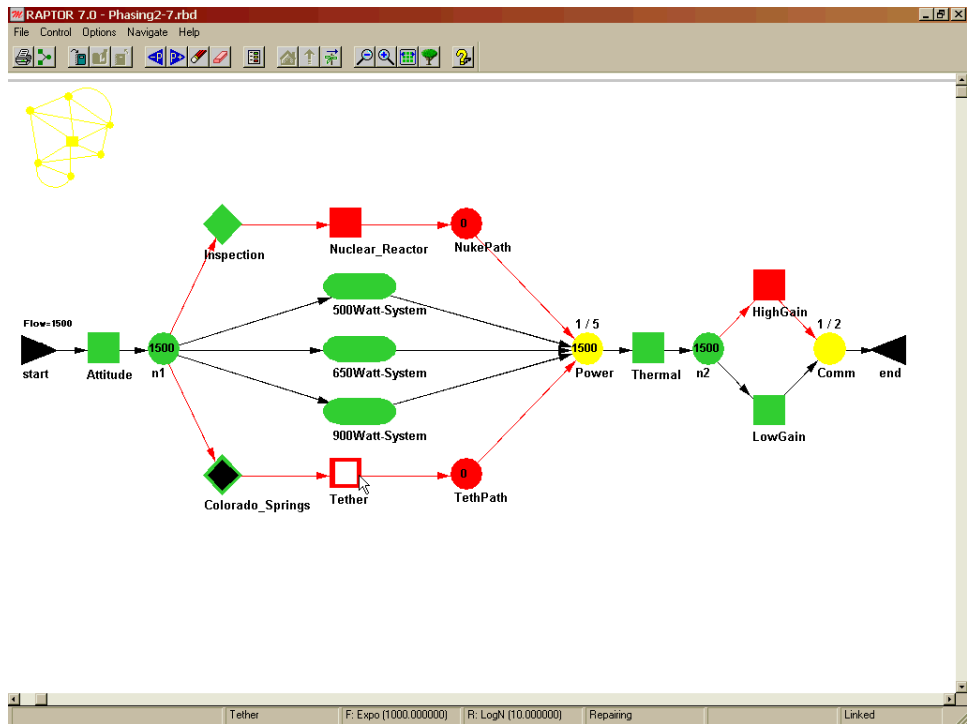 RAPTOR 7.0 - Phasing2-7.rbd
File Control Options Navigate Help
Inspection
Nuclear_Reactor
0
NukePath
500Watt-System
Flow=1500
start
Attitude
1500
n1
650Watt-System
1 / 5
1500
Power
Thermal
1500
n2
HighGain
1 / 2
Comm
end
900Watt-System
LowGain
Colorado_Springs
Tether
0
TethPath
Tether F: Expo (1000.000000) R: LogN (10.000000) Repairing Linked